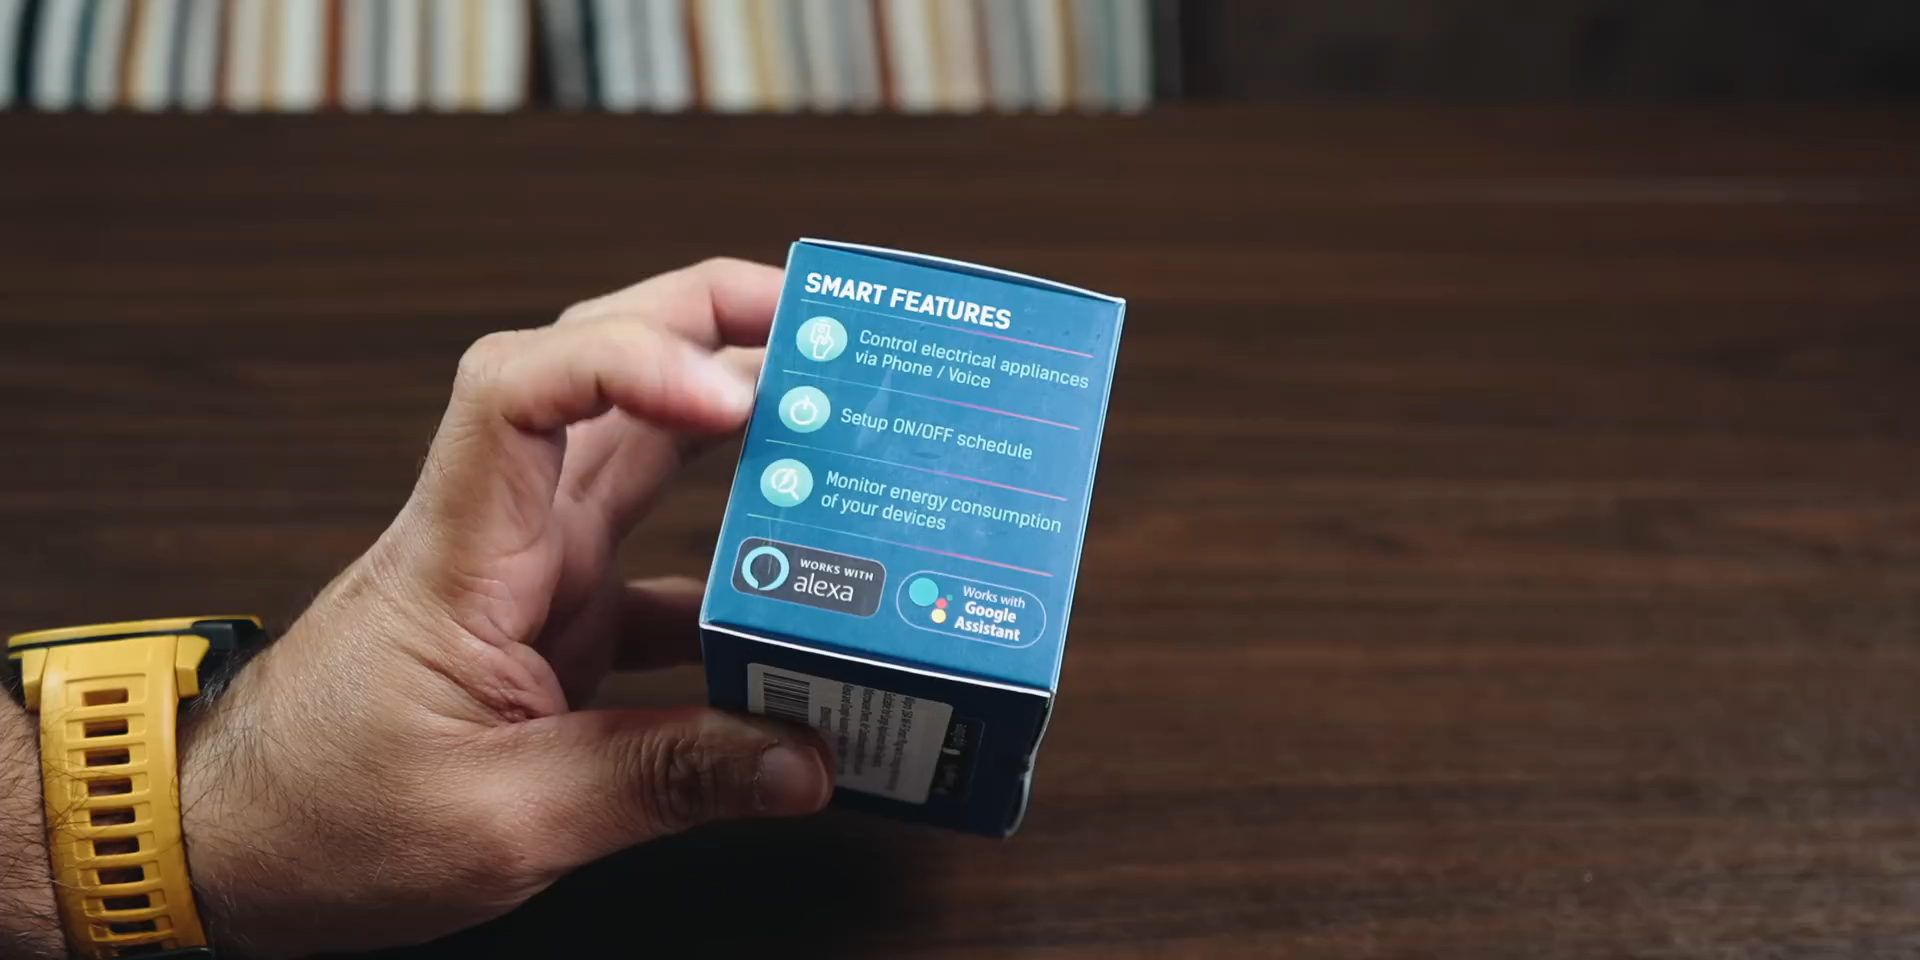 SMART FEATURES
Control electrical appliances
via Phone / Voice
Setup ON/OFF schedule
Monitor energy consumption
of your devices
WORKS WITH
alexa
Works with
Google
Assistant